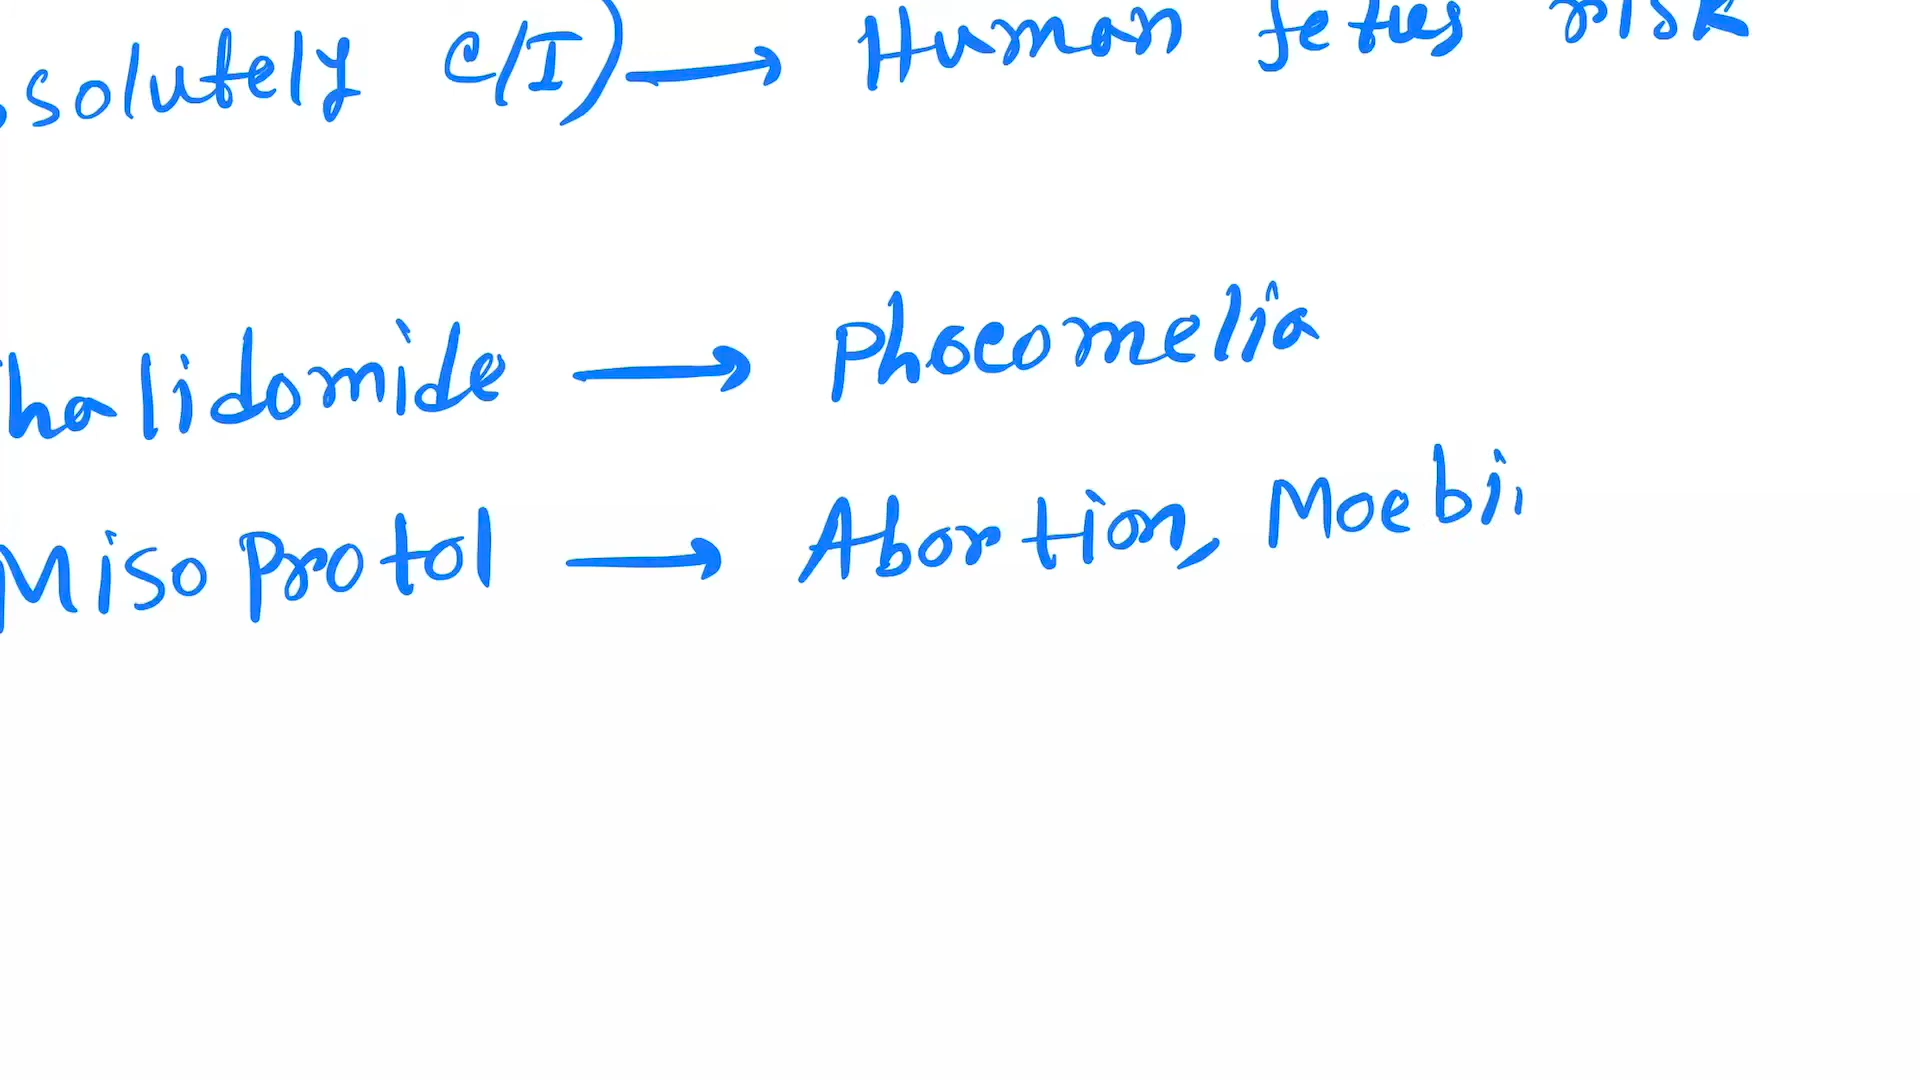 solutely C/I) → Human fetus risk
halidomide → Phocomelia
Misoprotol → Abortion, Moebi